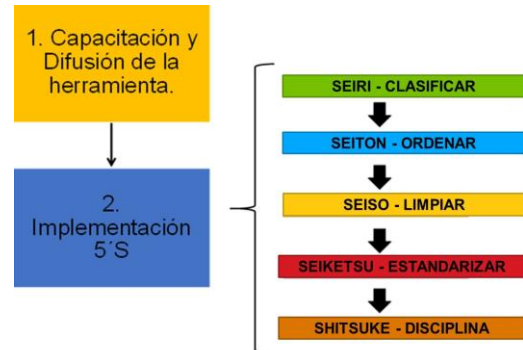 1. Capacitación y
Difusión de la
herramienta.
2.
Implementación
5´S
SEIRI - CLASIFICAR
SEITON - ORDENAR
SEISO - LIMPIAR
SEIKETSU - ESTANDARIZAR
SHITSUKE - DISCIPLINA